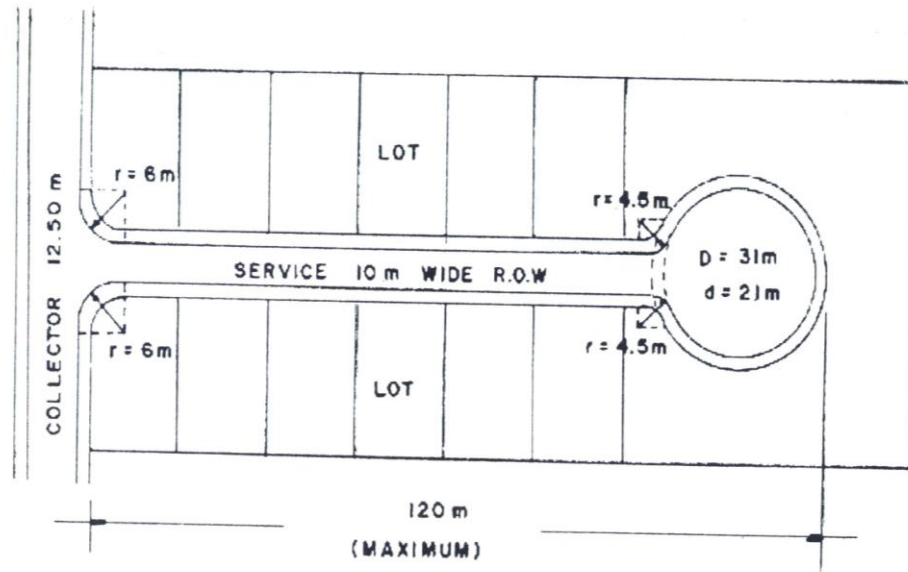 LOT
r = 6m
r = 4.5m
COLLECTOR 12.50 m
SERVICE 10 m WIDE R.O.W
D = 31m
d = 21m
r = 6m
r = 4.5m
LOT
120 m
(MAXIMUM)